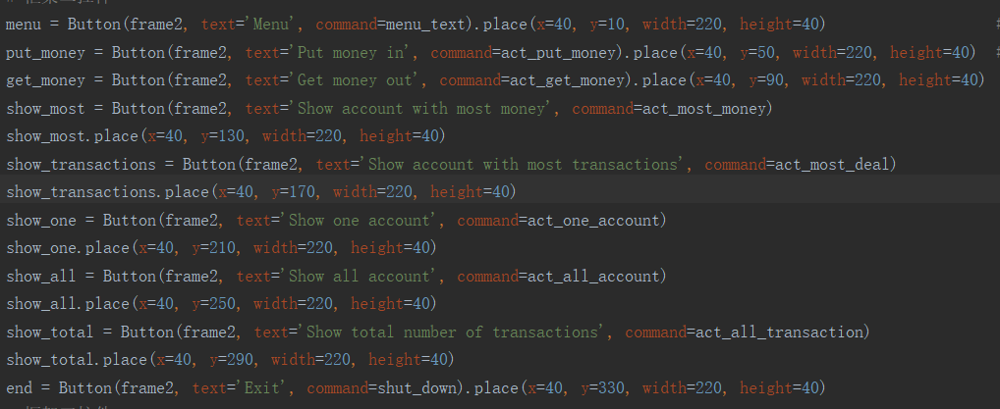 menu = Button(frame2, text='Menu', command=menu_text).place(x=40, y=10, width=220, height=40) #
put_money = Button(frame2, text='Put money in', command=act_put_money).place(x=40, y=50, width=220, height=40) #
get_money = Button(frame2, text='Get money out', command=act_get_money).place(x=40, y=90, width=220, height=40)
show_most = Button(frame2, text='Show account with most money', command=act_most_money)
show_most.place(x=40, y=130, width=220, height=40)
show_transactions = Button(frame2, text='Show account with most transactions', command=act_most_deal)
show_transactions.place(x=40, y=170, width=220, height=40)
show_one = Button(frame2, text='Show one account', command=act_one_account)
show_one.place(x=40, y=210, width=220, height=40)
show_all = Button(frame2, text='Show all account', command=act_all_account)
show_all.place(x=40, y=250, width=220, height=40)
show_total = Button(frame2, text='Show total number of transactions', command=act_all_transaction)
show_total.place(x=40, y=290, width=220, height=40)
end = Button(frame2, text='Exit', command=shut_down).place(x=40, y=330, width=220, height=40)